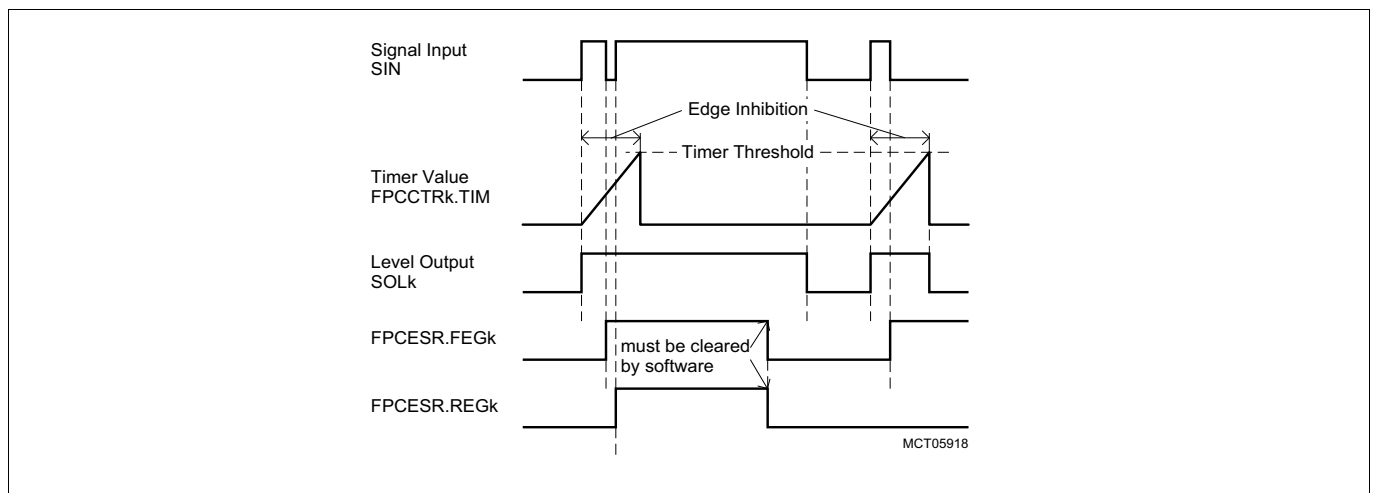 Signal Input
SIN
Edge Inhibition
Timer Threshold
Timer Value
FPCCTRk.TIM
Level Output
SOLk
FPCESR.FEGk
must be cleared
by software
FPCESR.REGk
MCT05918